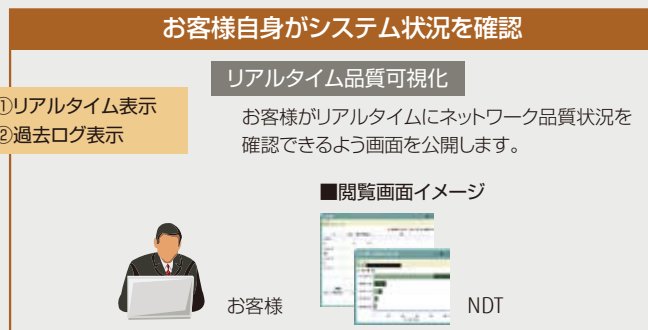 お客様自身がシステム状況を確認
リアルタイム品質可視化
①リアルタイム表示
②過去ログ表示
お客様がリアルタイムにネットワーク品質状況を
確認できるよう画面を公開します。
■閲覧画面イメージ
お客様
NDT